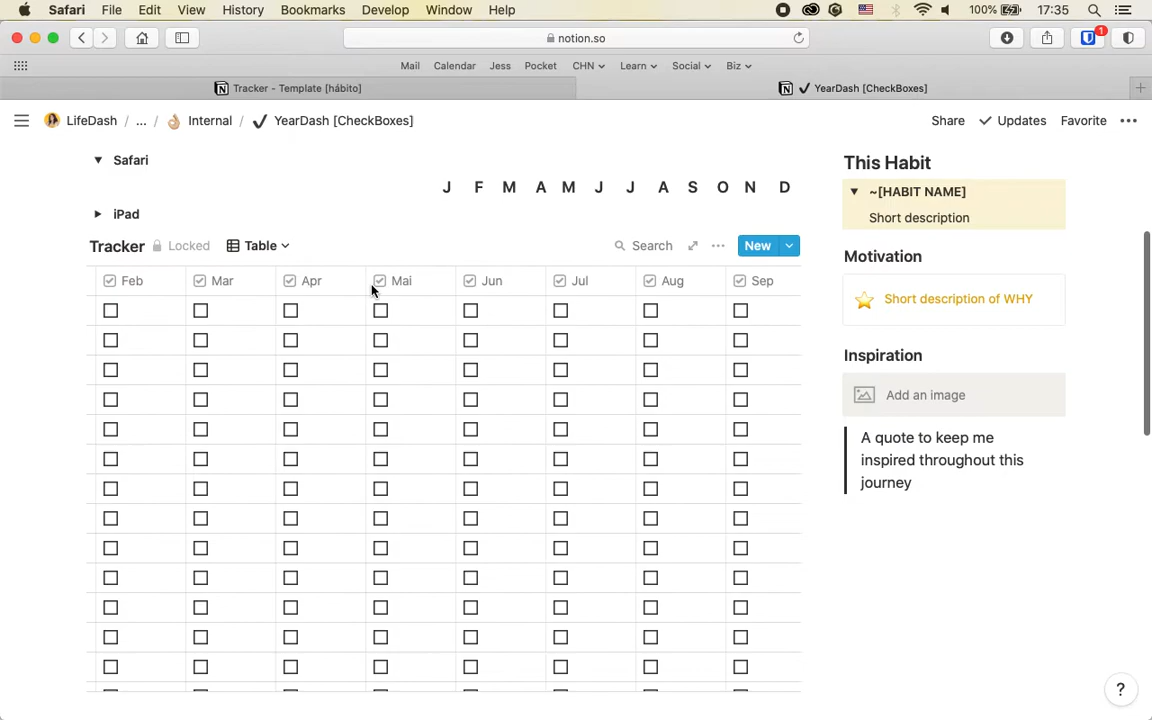 Safari File Edit View History Bookmarks Develop Window Help 100% 17:35
notion.so 1
Mail Calendar Jess Pocket CHN Learn Social Biz
Tracker - Template [hábito] YearDash [CheckBoxes]
LifeDash / ... / Internal / YearDash [CheckBoxes] Share Updates Favorite
Safari
J F M A M J J A S O N D
iPad
Tracker Locked Table Search New
Feb Mar Apr Mai Jun Jul Aug Sep
This Habit
~[HABIT NAME]
Short description
Motivation
Short description of WHY
Inspiration
Add an image
A quote to keep me
inspired throughout this
journey
?